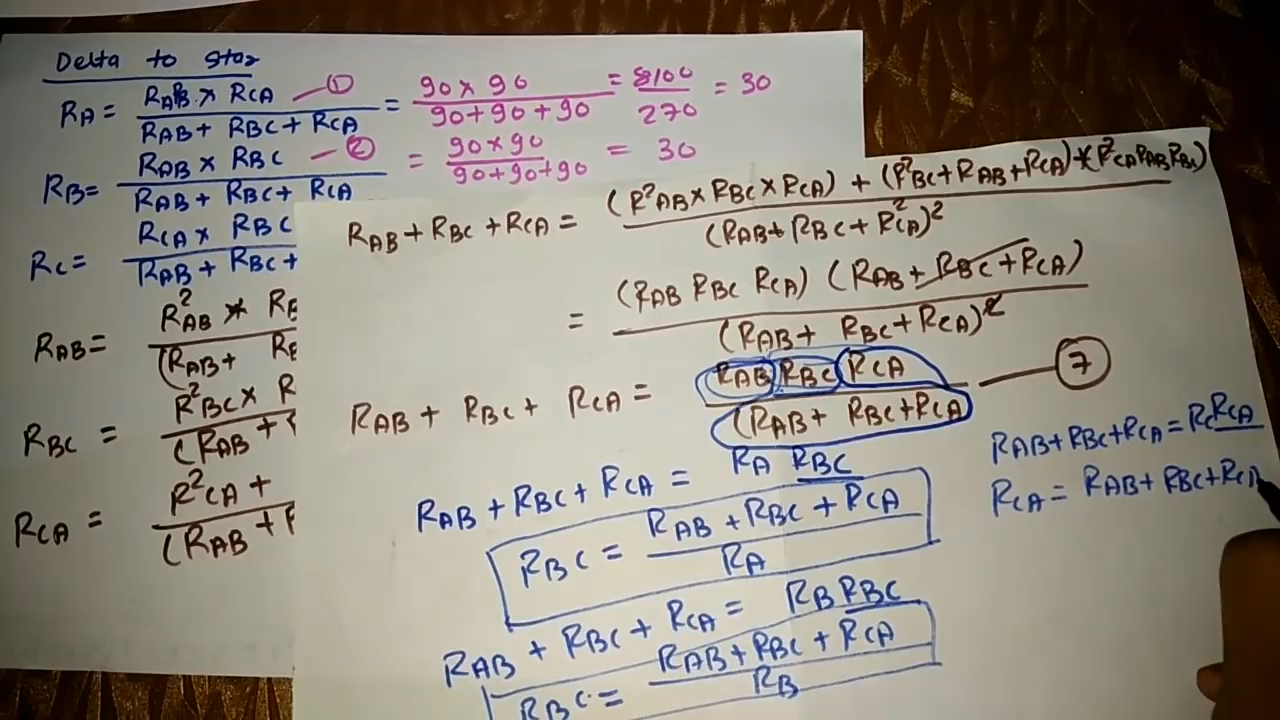 Delta to star
RA = RAB × RCA — ① / RAB + RBC + RCA = 90 × 90 / 90 + 90 + 90 = 8100 / 270 = 30
RB = RAB × RBC — ② / RAB + RBC + RCA = 90 × 90 / 90 + 90 + 90 = 30
RC = RCA × RBC / RAB + RBC +
RAB = R²AB × / (RAB +
RBC = R²BC × / (RAB +
RCA = R²CA + / (RAB +
RAB + RBC + RCA = (R²AB × RBC × RCA) + (R²BC + RAB + RCA) + (R²CA RAB RBC) / (RAB + RBC + R²CA)²
= (RAB RBC RCA) (RAB + RBC + RCA) / (RAB + RBC + RCA)²
RAB + RBC + RCA = RAB RBC RCA / (RAB + RBC + RCA — ⑦
RAB + RBC + RCA = RA RBC
RBC = RAB + RBC + RCA / RA
RAB + RBC + RCA = RB RBC
RBC = RAB + RBC + RCA / RB
RAB + RBC + RCA = RC RCA
RCA = RAB + RBC + RCA